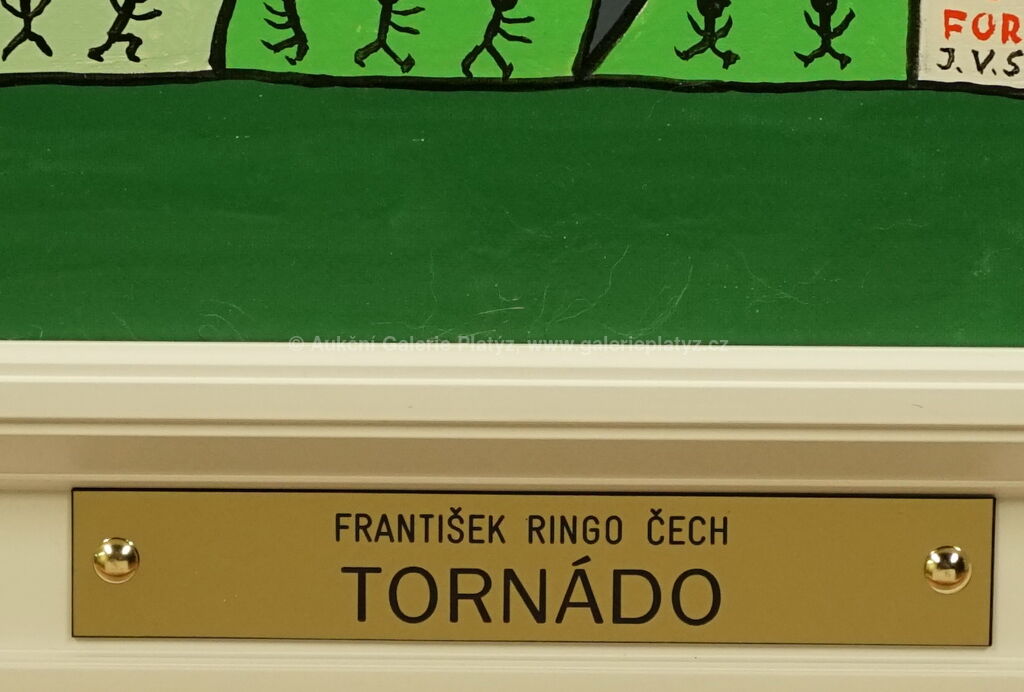 FOR
J.V.S
© Aukční Galerie Platýz, www.galerieplatyz.cz
FRANTIŠEK RINGO ČECH
TORNÁDO